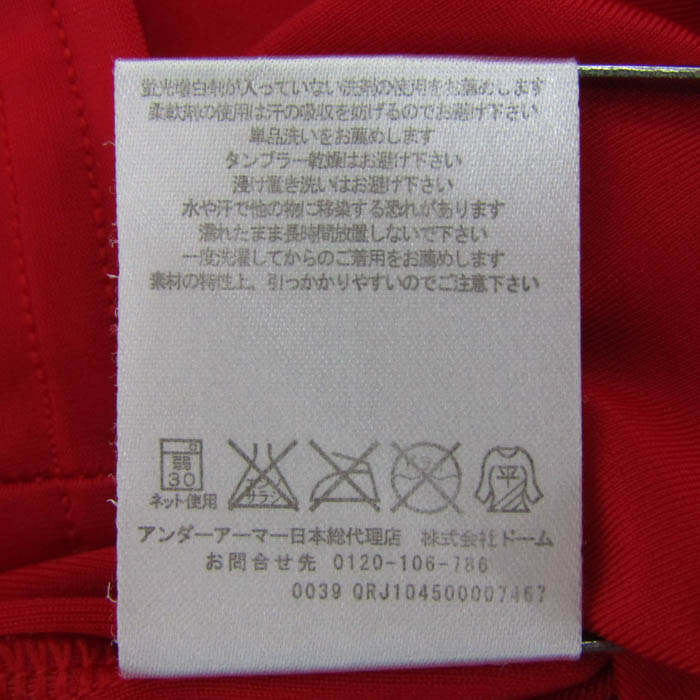 蛍光増白剤が入っていない洗剤の使用をお薦めします
柔軟剤の使用は汗の吸収を妨げるのでお避け下さい
単品洗いをお薦めします
タンブラー乾燥はお避け下さい
浸け置き洗いはお避け下さい
水や汗で他の物に移染する恐れがあります
濡れたまま長時間放置しないで下さい
一度洗濯してからのご着用をお薦めします
素材の特性上、引っかかりやすいのでご注意下さい
弱
30
エンソ
サラシ
平
ネット使用
アンダーアーマー日本総代理店 株式会社ドーム
お問合せ先 0120-106-786
0039 QRJ104500007467